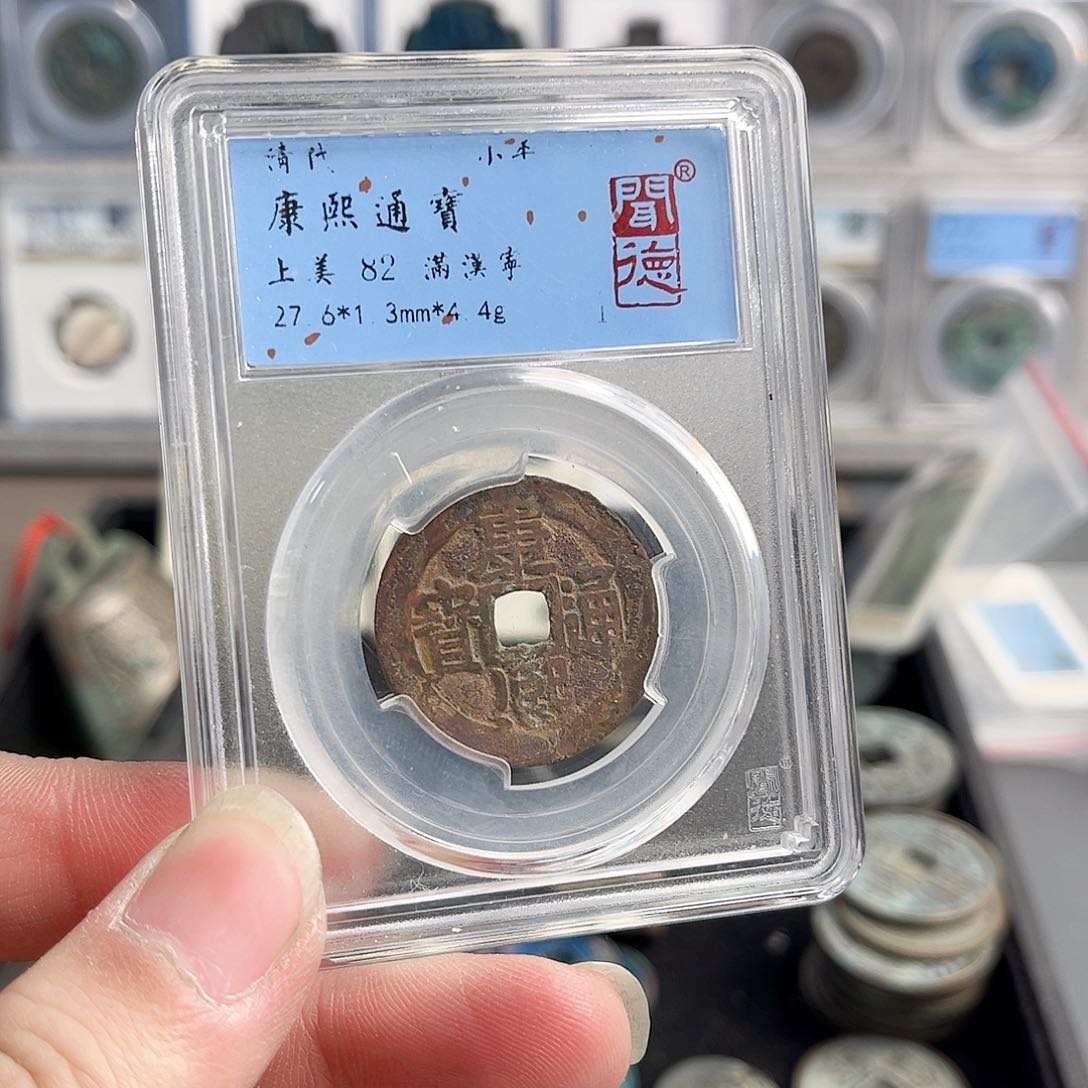 清代 小平
康熙通寶
上美 82 滿漢寧
27 6*1 3mm*4 4g 1
聞德®
康熙通寶